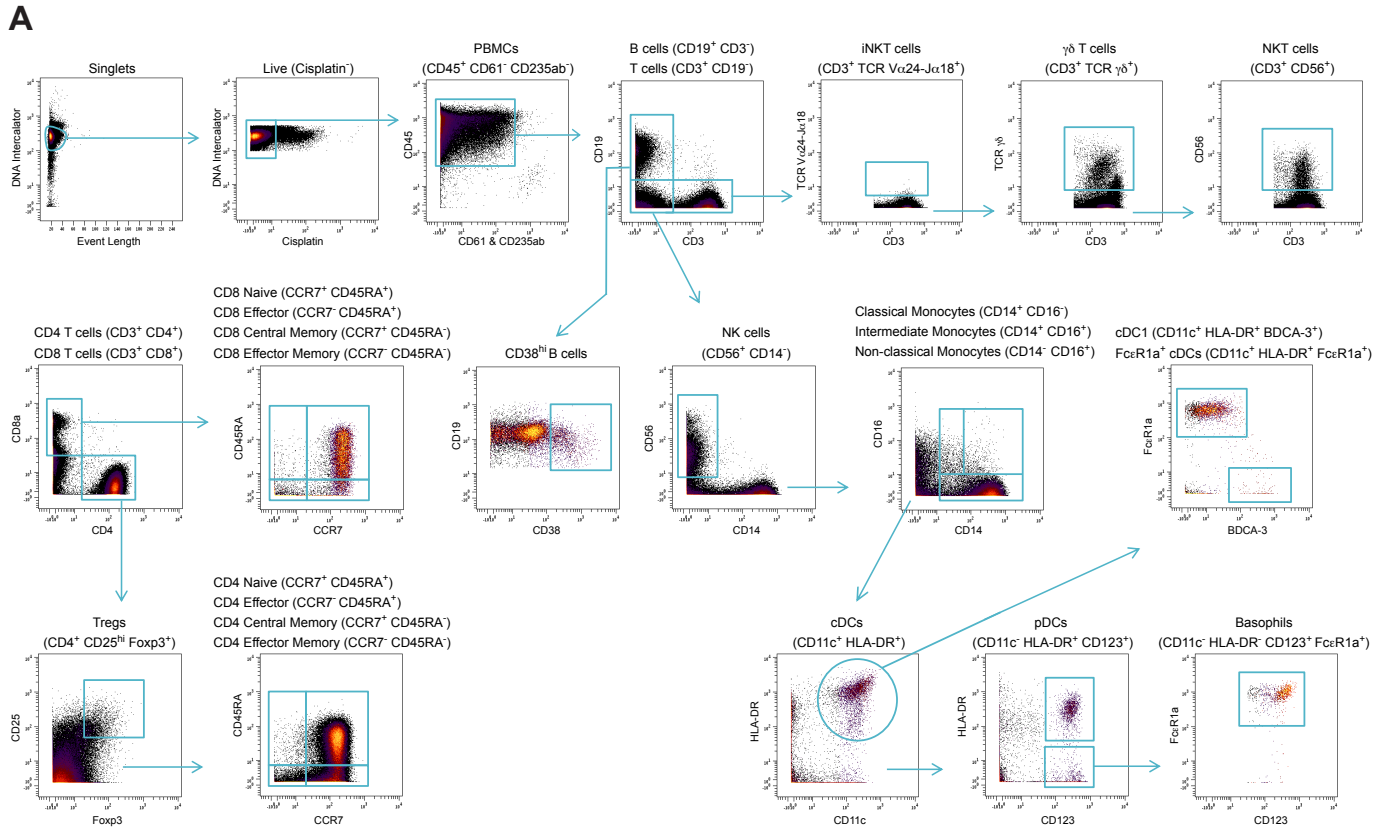 A
Singlets
DNA Intercalator
Event Length
Live (Cisplatin⁻)
DNA Intercalator
Cisplatin
PBMCs
(CD45⁺ CD61⁻ CD235ab⁻)
CD45
CD61 & CD235ab
B cells (CD19⁺ CD3⁻)
T cells (CD3⁺ CD19⁻)
CD19
CD3
iNKT cells
(CD3⁺ TCR Vα24-Jα18⁺)
TCR Vα24-Jα18
CD3
γδ T cells
(CD3⁺ TCR γδ⁺)
TCR γδ
CD3
NKT cells
(CD3⁺ CD56⁺)
CD56
CD3
CD4 T cells (CD3⁺ CD4⁺)
CD8 T cells (CD3⁺ CD8⁺)
CD8a
CD4
CD8 Naive (CCR7⁺ CD45RA⁺)
CD8 Effector (CCR7⁻ CD45RA⁺)
CD8 Central Memory (CCR7⁺ CD45RA⁻)
CD8 Effector Memory (CCR7⁻ CD45RA⁻)
CD45RA
CCR7
CD38ʰⁱ B cells
CD19
CD38
NK cells
(CD56⁺ CD14⁻)
CD56
CD14
Classical Monocytes (CD14⁺ CD16⁻)
Intermediate Monocytes (CD14⁺ CD16⁺)
Non-classical Monocytes (CD14⁻ CD16⁺)
CD16
CD14
cDC1 (CD11c⁺ HLA-DR⁺ BDCA-3⁺)
FcεR1a⁺ cDCs (CD11c⁺ HLA-DR⁺ FcεR1a⁺)
FcεR1a
BDCA-3
Tregs
(CD4⁺ CD25ʰⁱ Foxp3⁺)
CD25
Foxp3
CD4 Naive (CCR7⁺ CD45RA⁺)
CD4 Effector (CCR7⁻ CD45RA⁺)
CD4 Central Memory (CCR7⁺ CD45RA⁻)
CD4 Effector Memory (CCR7⁻ CD45RA⁻)
CD45RA
CCR7
cDCs
(CD11c⁺ HLA-DR⁺)
HLA-DR
CD11c
pDCs
(CD11c⁻ HLA-DR⁺ CD123⁺)
HLA-DR
CD123
Basophils
(CD11c⁻ HLA-DR⁻ CD123⁺ FcεR1a⁺)
FcεR1a
CD123